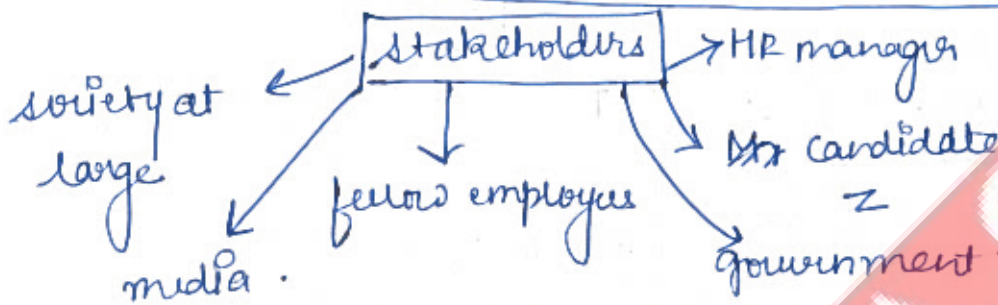 stakeholders → HR manager
society at
large
candidate
Z
fellow employees
government
media.